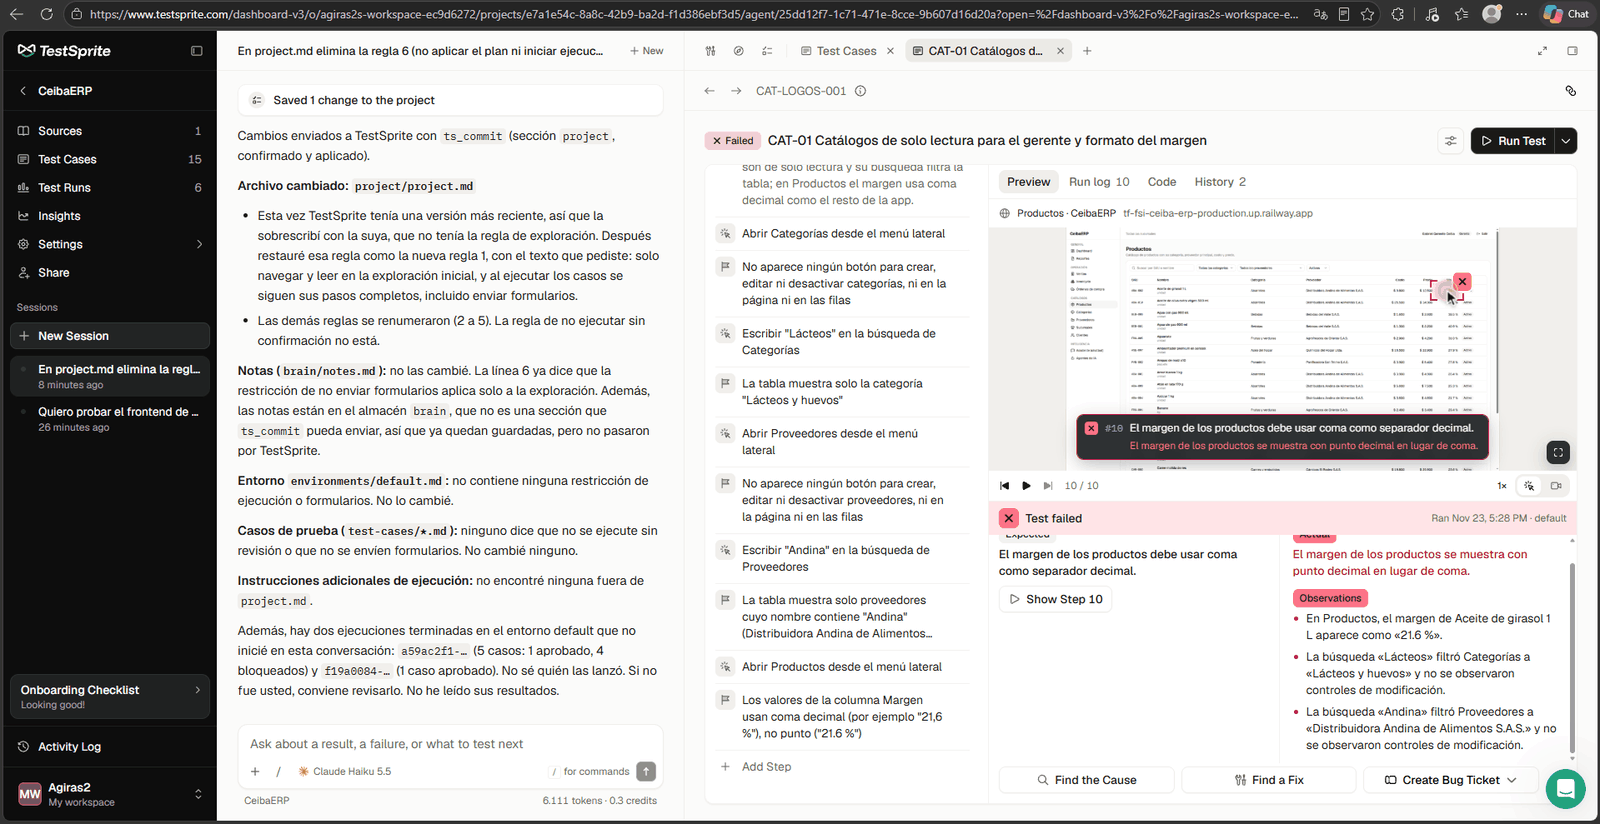 https://www.testsprite.com/dashboard-v3/o/agiras2s-workspace-ec9d6272/projects/e7a1e54c-8a8c-42b9-ba2d-f1d386ebf3d5/agent/25dd12f7-1c71-471e-8cce-9b607d16d20a?open=%2Fdashboard-v3%2Fo%2Fagiras2s-workspace-e...
Chat
TestSprite
CeibaERP
Sources 1
Test Cases 15
Test Runs 6
Insights
Settings
Share
Sessions
New Session
En project.md elimina la regl...
8 minutes ago
Quiero probar el frontend de ...
26 minutes ago
Onboarding Checklist
Looking good!
Activity Log
MW
Agiras2
My workspace
En project.md elimina la regla 6 (no aplicar el plan ni iniciar ejecuc...
+ New
Saved 1 change to the project
Cambios enviados a TestSprite con ts_commit (sección project,
confirmado y aplicado).
Archivo cambiado: project/project.md
• Esta vez TestSprite tenía una versión más reciente, así que la
sobrescribí con la suya, que no tenía la regla de exploración. Después
restauré esa regla como la nueva regla 1, con el texto que pediste: solo
navegar y leer en la exploración inicial, y al ejecutar los casos se
siguen sus pasos completos, incluido enviar formularios.
• Las demás reglas se renumeraron (2 a 5). La regla de no ejecutar sin
confirmación no está.
Notas ( brain/notes.md ): no las cambié. La línea 6 ya dice que la
restricción de no enviar formularios aplica solo a la exploración. Además,
las notas están en el almacén brain, que no es una sección que
ts_commit pueda enviar, así que ya quedan guardadas, pero no pasaron
por TestSprite.
Entorno environments/default.md : no contiene ninguna restricción de
ejecución o formularios. No lo cambié.
Casos de prueba ( test-cases/*.md ): ninguno dice que no se ejecute sin
revisión o que no se envíen formularios. No cambié ninguno.
Instrucciones adicionales de ejecución: no encontré ninguna fuera de
project.md .
Además, hay dos ejecuciones terminadas en el entorno default que no
inicié en esta conversación: a59ac2f1-… (5 casos: 1 aprobado, 4
bloqueados) y f19a0084-… (1 caso aprobado). No sé quién las lanzó. Si no
fue usted, conviene revisarlo. No he leído sus resultados.
Ask about a result, a failure, or what to test next
+ / Claude Haiku 5.5
/ for commands
CeibaERP
6.111 tokens · 0.3 credits
Test Cases
CAT-01 Catálogos d...
CAT-LOGOS-001
Failed
CAT-01 Catálogos de solo lectura para el gerente y formato del margen
Run Test
son de solo lectura y su búsqueda filtra la
tabla; en Productos el margen usa coma
decimal como el resto de la app.
Abrir Categorías desde el menú lateral
No aparece ningún botón para crear,
editar ni desactivar categorías, ni en la
página ni en las filas
Escribir "Lácteos" en la búsqueda de
Categorías
La tabla muestra solo la categoría
"Lácteos y huevos"
Abrir Proveedores desde el menú
lateral
No aparece ningún botón para crear,
editar ni desactivar proveedores, ni en
la página ni en las filas
Escribir "Andina" en la búsqueda de
Proveedores
La tabla muestra solo proveedores
cuyo nombre contiene "Andina"
(Distribuidora Andina de Alimentos…
Abrir Productos desde el menú lateral
Los valores de la columna Margen
usan coma decimal (por ejemplo "21,6
%"), no punto ("21.6 %")
+ Add Step
Preview
Run log 10
Code
History 2
Productos · CeibaERP tf-fsi-ceiba-erp-production.up.railway.app
CeibaERP
Productos
#10 El margen de los productos debe usar coma como separador decimal.
El margen de los productos se muestra con punto decimal en lugar de coma.
10 / 10
1×
Test failed
Ran Nov 23, 5:28 PM · default
Expected
El margen de los productos debe usar coma
como separador decimal.
Show Step 10
Actual
El margen de los productos se muestra con
punto decimal en lugar de coma.
Observations
• En Productos, el margen de Aceite de girasol 1
L aparece como «21.6 %».
• La búsqueda «Lácteos» filtró Categorías a
«Lácteos y huevos» y no se observaron
controles de modificación.
• La búsqueda «Andina» filtró Proveedores a
«Distribuidora Andina de Alimentos S.A.S.» y no
se observaron controles de modificación.
Find the Cause
Find a Fix
Create Bug Ticket